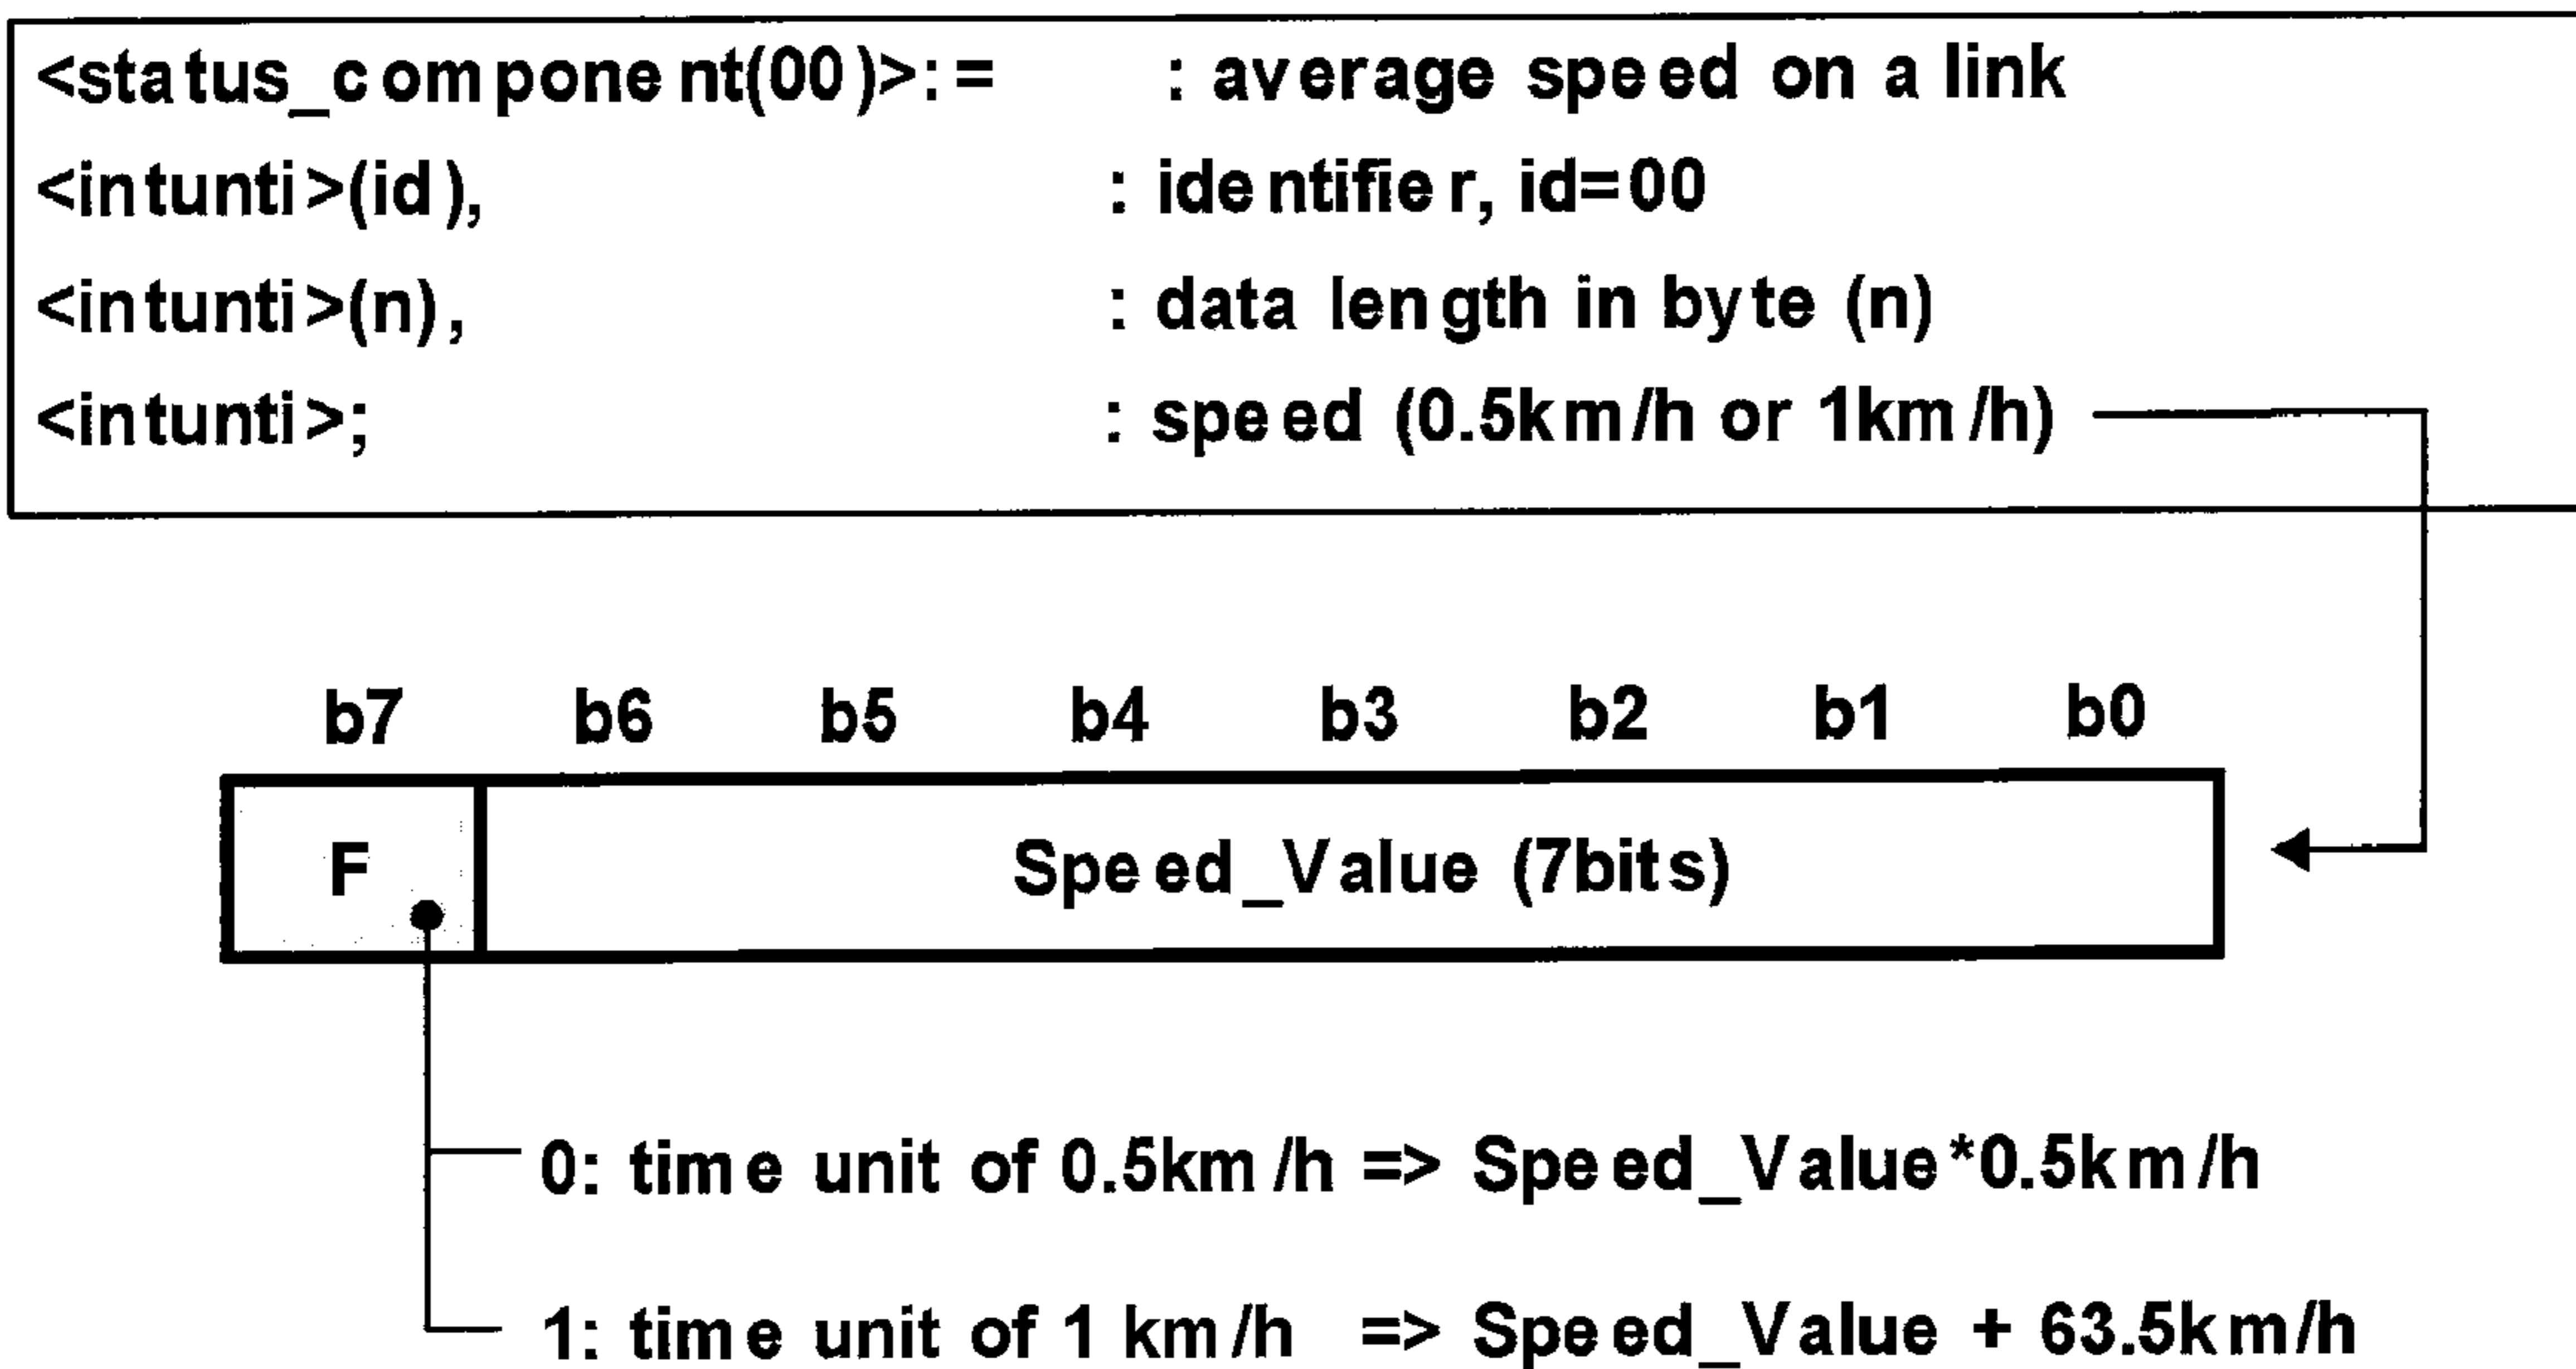 <status_component(00)>:= : average speed on a link
<intunti>(id), : identifier, id=00
<intunti>(n), : data length in byte (n)
<intunti>; : speed (0.5km/h or 1km/h)
b7 b6 b5 b4 b3 b2 b1 b0
F Speed_Value (7bits)
0: time unit of 0.5km/h => Speed_Value*0.5km/h
1: time unit of 1 km/h => Speed_Value + 63.5km/h